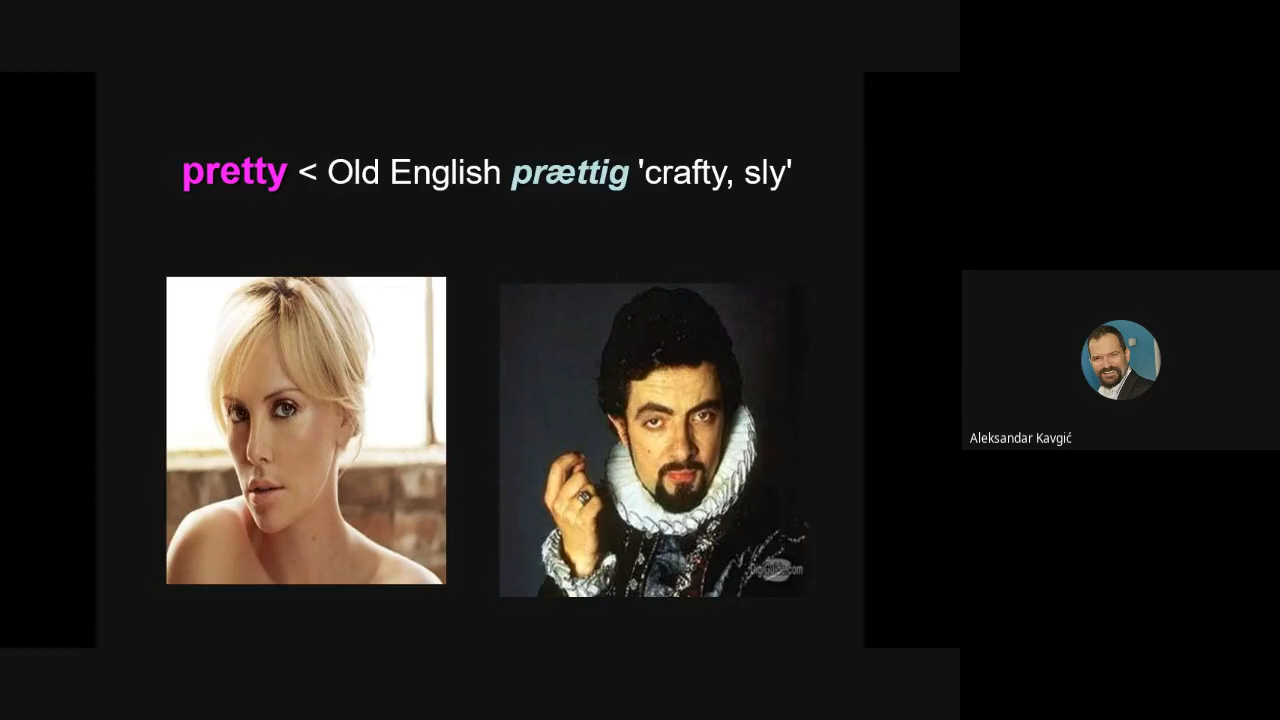 pretty < Old English prættig 'crafty, sly'
Aleksandar Kavgić